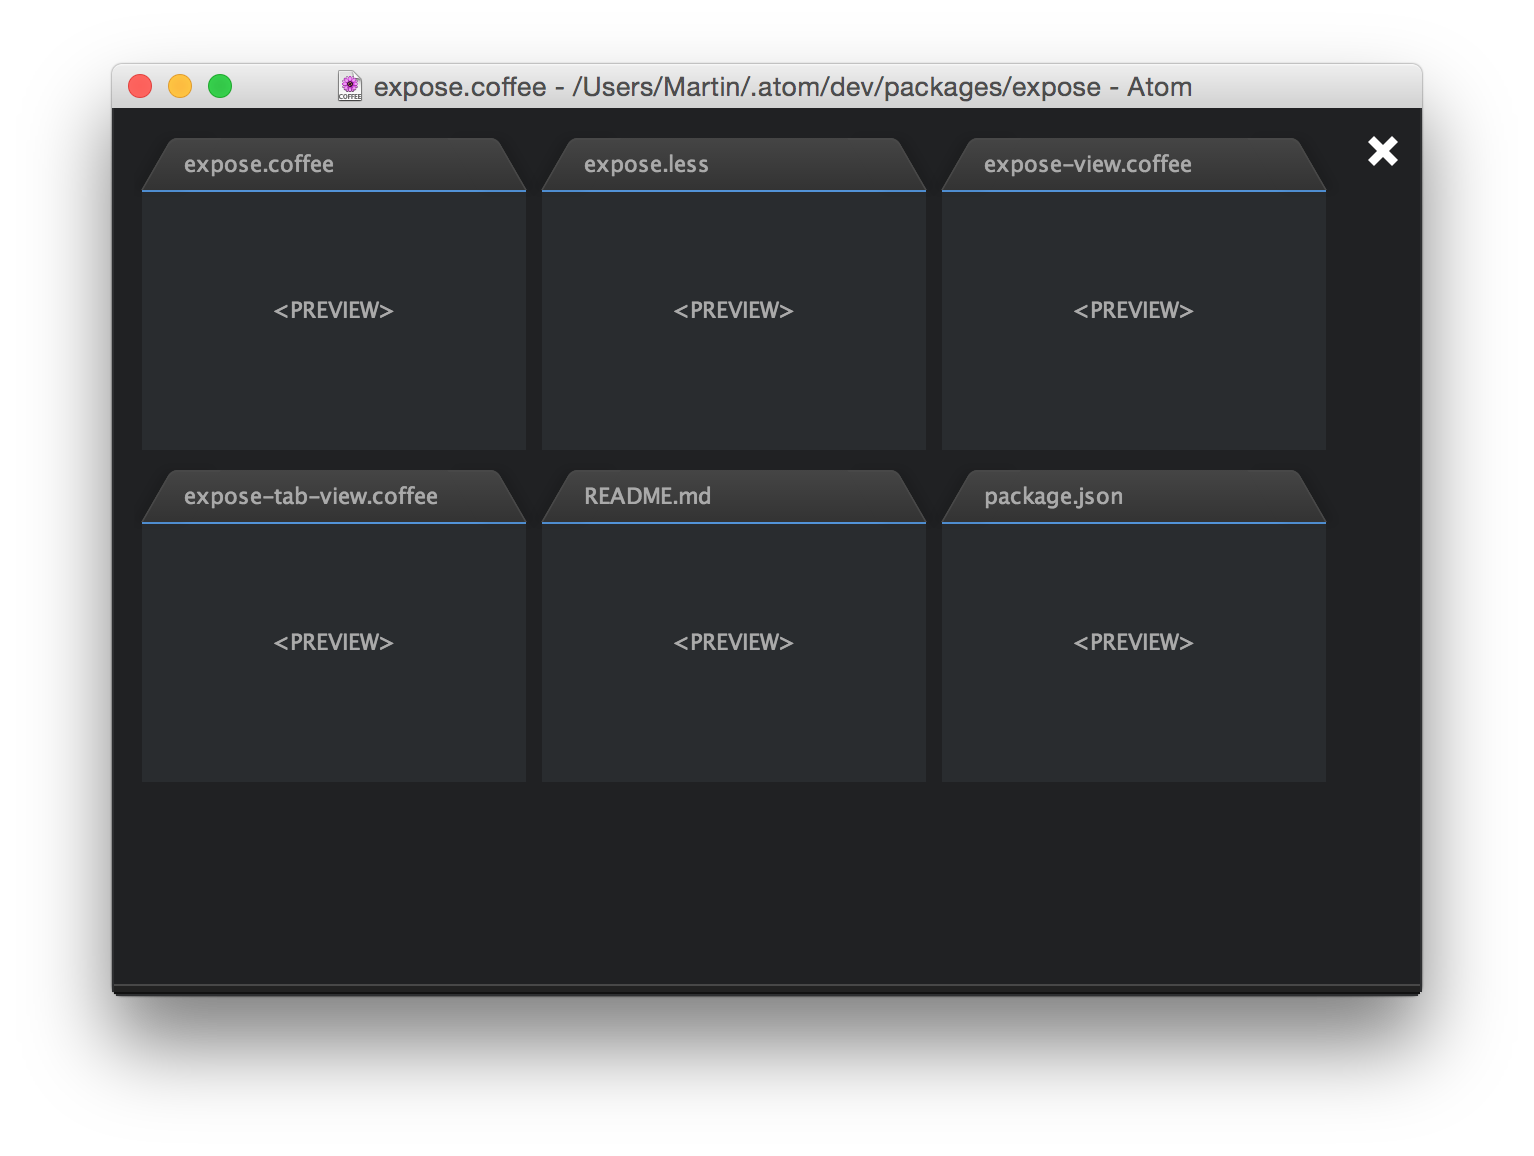 COFFEE
expose.coffee - /Users/Martin/.atom/dev/packages/expose - Atom
expose.coffee
expose.less
expose-view.coffee
<PREVIEW>
<PREVIEW>
<PREVIEW>
expose-tab-view.coffee
README.md
package.json
<PREVIEW>
<PREVIEW>
<PREVIEW>